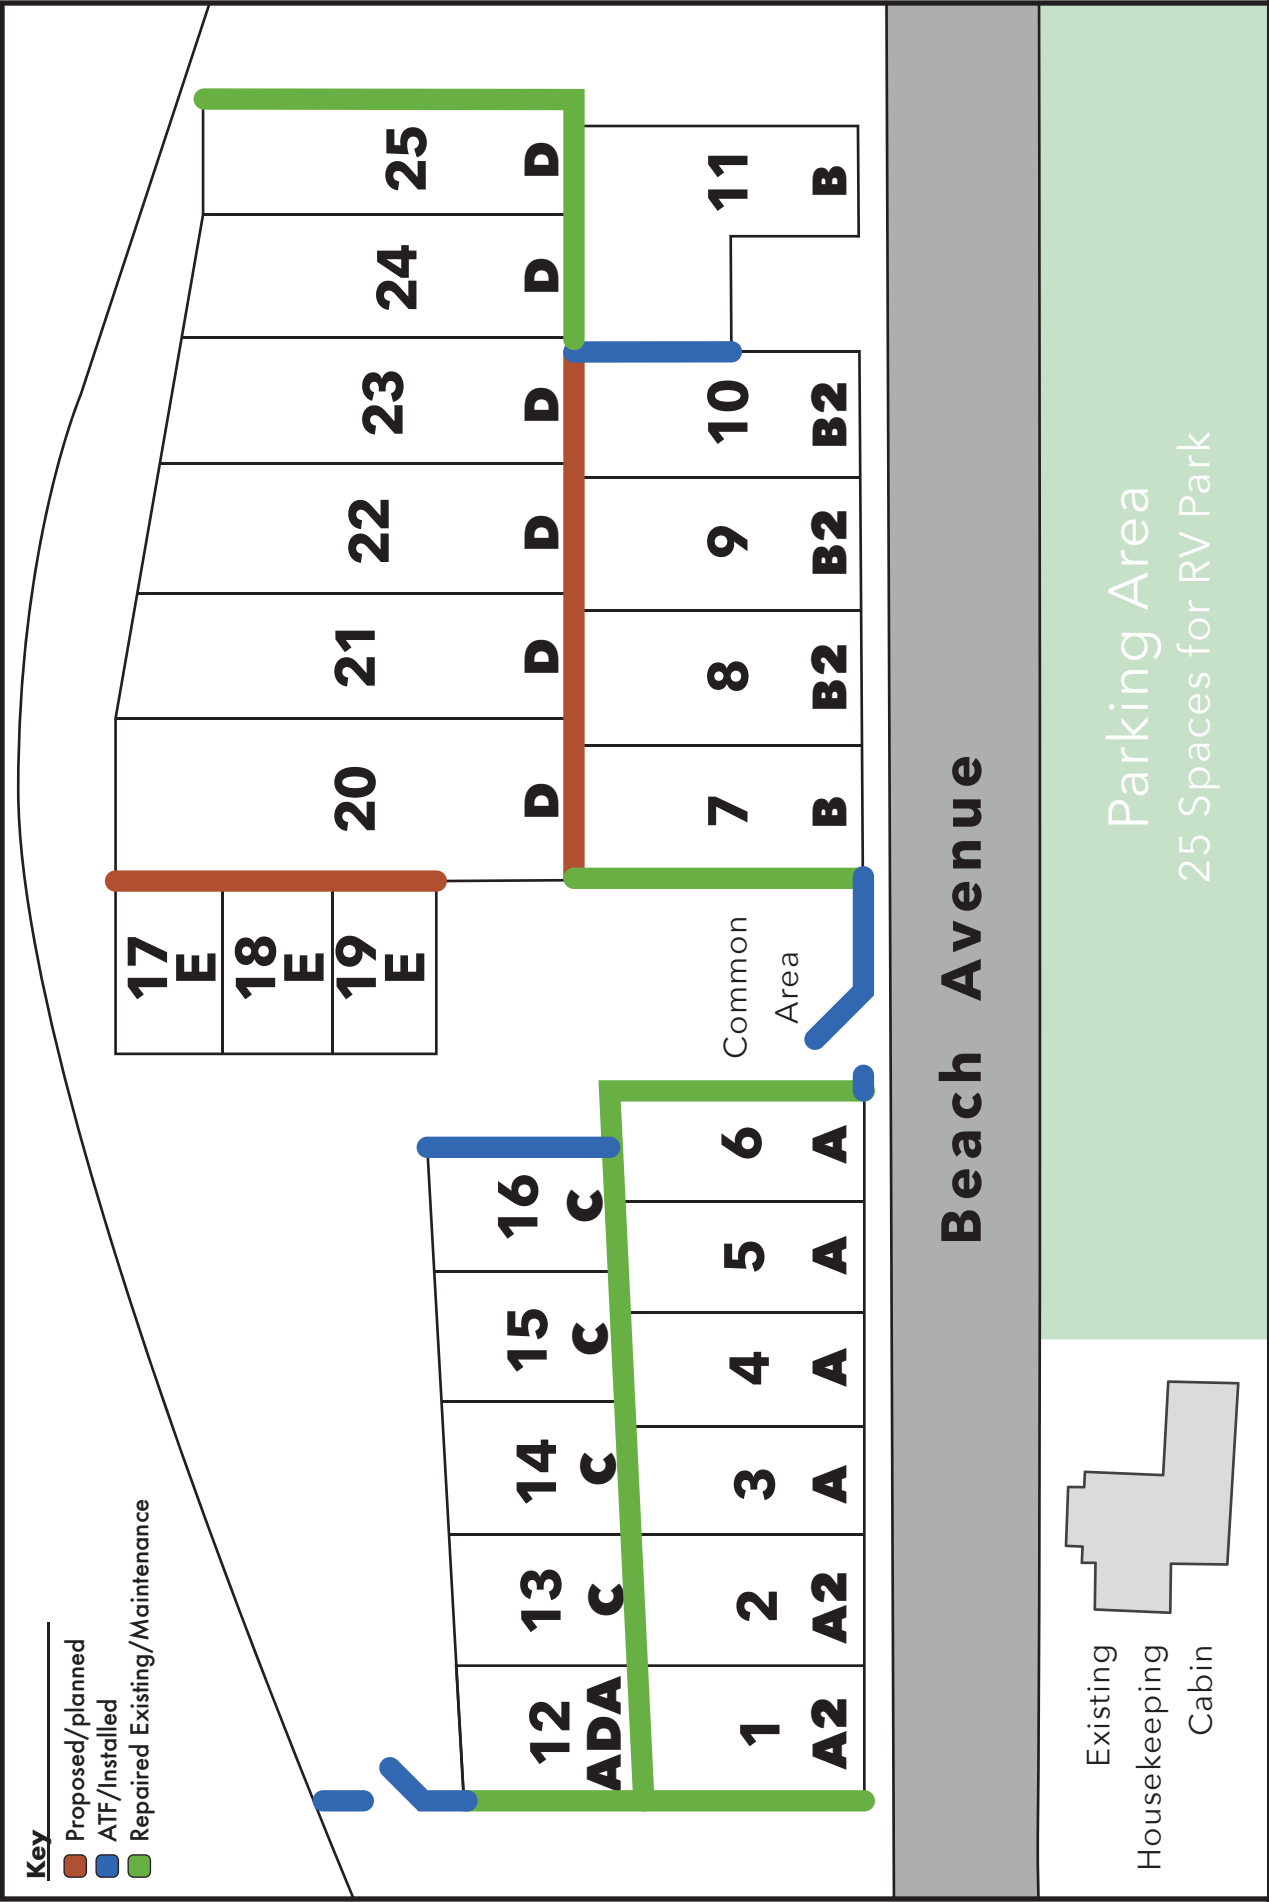 Key
Proposed/planned
ATF/Installed
Repaired Existing/Maintenance
17
E
18
E
19
E
20
D
21
D
22
D
23
D
24
D
25
D
12
ADA
13
C
14
C
15
C
16
C
1
A2
2
A2
3
A
4
A
5
A
6
A
Common
Area
7
B
8
B2
9
B2
10
B2
11
B
Beach Avenue
Existing
Housekeeping
Cabin
Parking Area
25 Spaces for RV Park